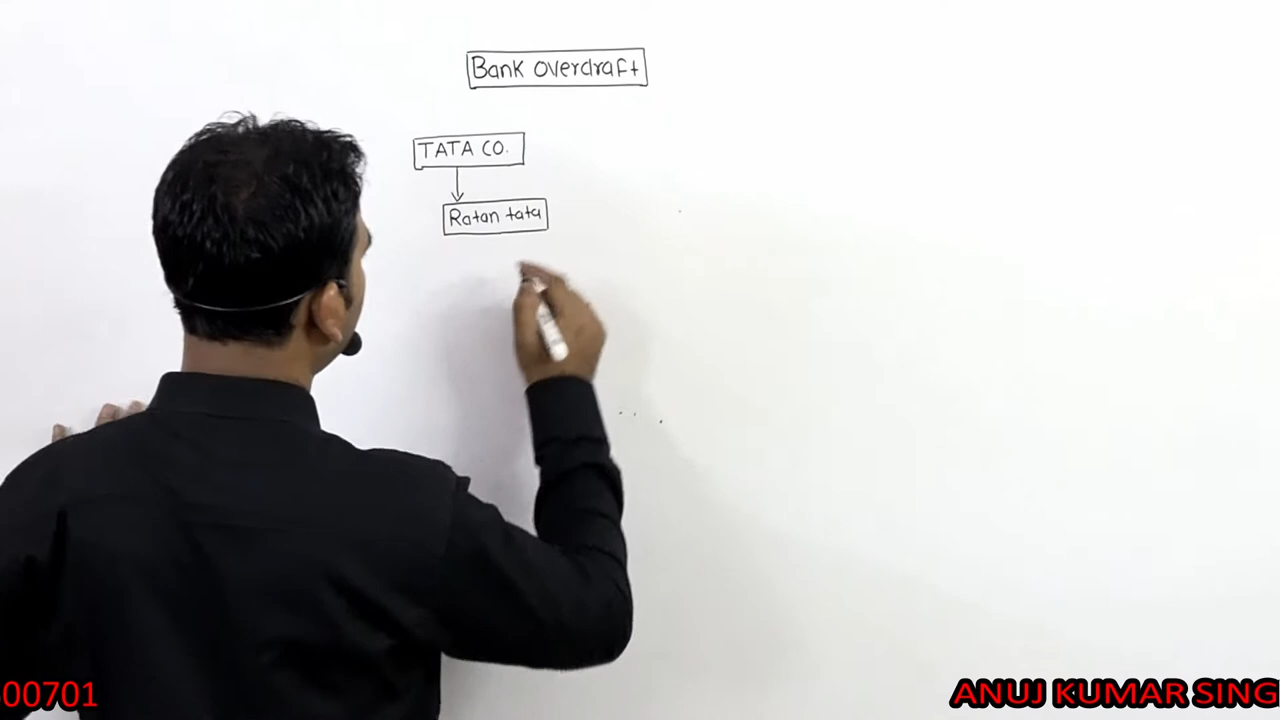 Bank overdraft
TATA CO.
Ratan tata
00701
ANUJ KUMAR SING